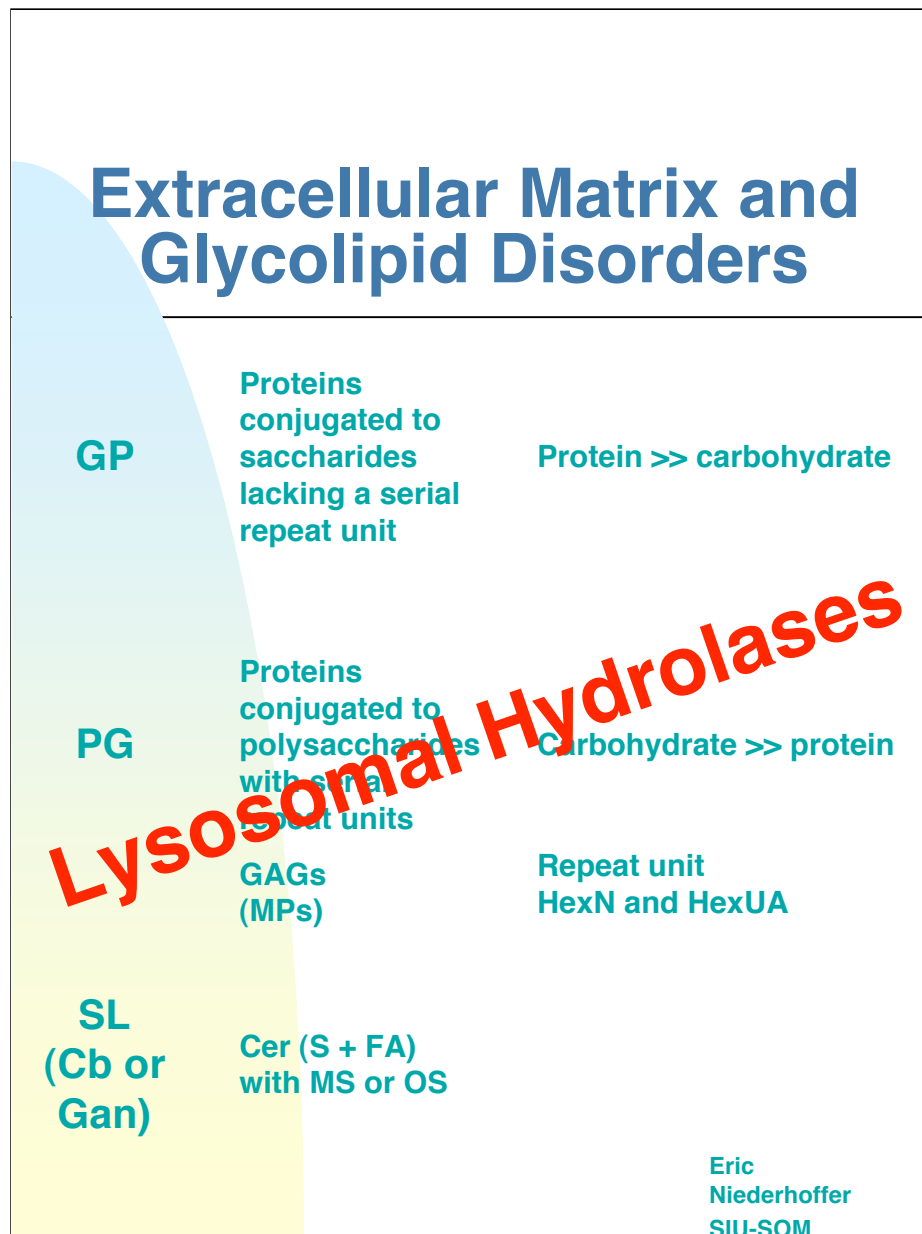 Extracellular Matrix and
Glycolipid Disorders
GP
Proteins
conjugated to
saccharides
lacking a serial
repeat unit
Protein >> carbohydrate
PG
Proteins
conjugated to
polysaccharides
with serial
repeat units
Carbohydrate >> protein
GAGs
(MPs)
Repeat unit
HexN and HexUA
Lysosomal Hydrolases
SL
(Cb or
Gan)
Cer (S + FA)
with MS or OS
Eric
Niederhoffer
SIU-SOM